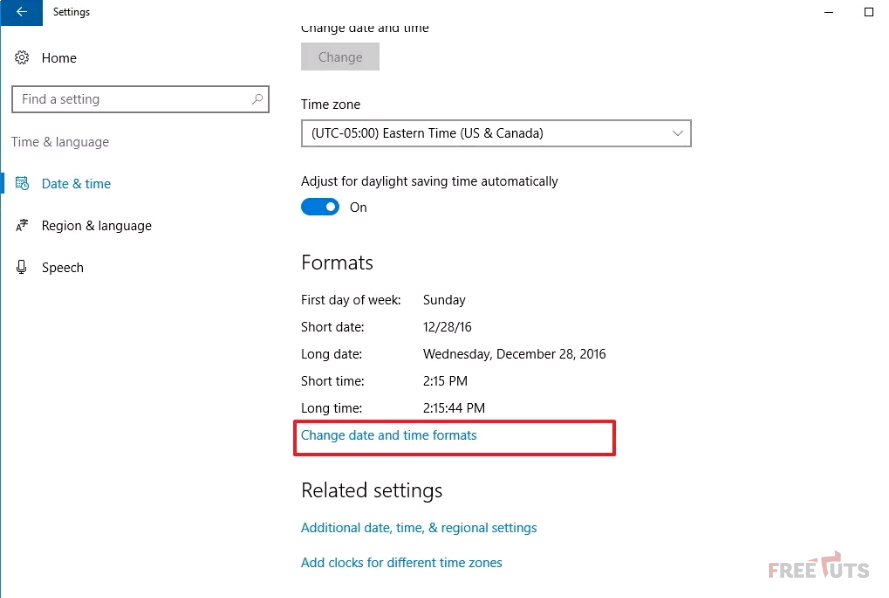 Settings
Home
Find a setting
Time & language
Date & time
Region & language
Speech
Change date and time
Change
Time zone
(UTC-05:00) Eastern Time (US & Canada)
Adjust for daylight saving time automatically
On
Formats
First day of week: Sunday
Short date: 12/28/16
Long date: Wednesday, December 28, 2016
Short time: 2:15 PM
Long time: 2:15:44 PM
Change date and time formats
Related settings
Additional date, time, & regional settings
Add clocks for different time zones
FREETUTS